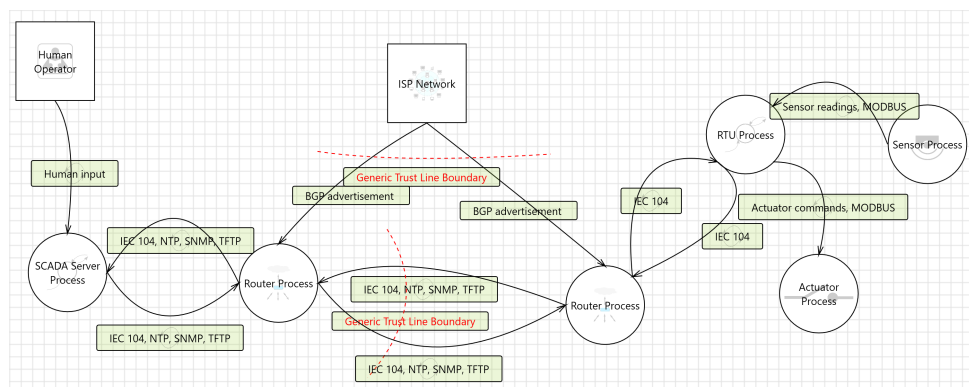 Human
Operator
ISP Network
Sensor readings, MODBUS
RTU Process
Sensor Process
Human input
Generic Trust Line Boundary
BGP advertisement
IEC 104
BGP advertisement
Actuator commands, MODBUS
IEC 104, NTP, SNMP, TFTP
IEC 104
SCADA Server
Process
Router Process
IEC 104, NTP, SNMP, TFTP
Router Process
Actuator
Process
Generic Trust Line Boundary
IEC 104, NTP, SNMP, TFTP
IEC 104, NTP, SNMP, TFTP